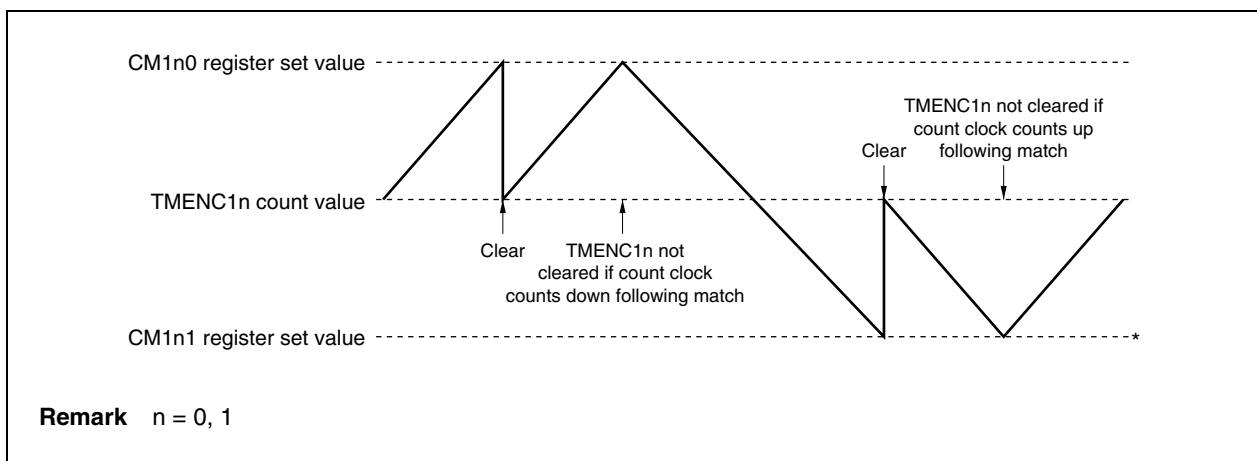 CM1n0 register set value
TMENC1n not cleared if
count clock counts up
following match
Clear
TMENC1n count value
Clear
TMENC1n not
cleared if count clock
counts down following match
CM1n1 register set value
*
Remark n = 0, 1